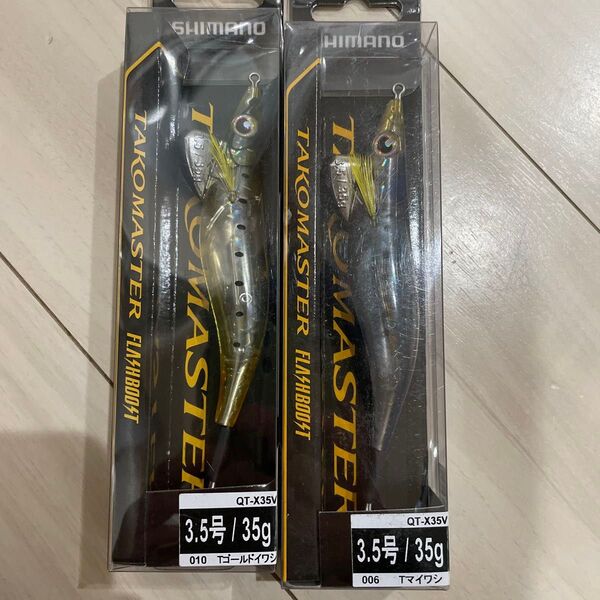 SHIMANO
TAKOMASTER FLASHBOOST
TAKOMASTER
QT-X35V
3.5号 / 35g
010 Tゴールドイワシ
HIMANO
TAKOMASTER FLASHBOOST
TAKOMASTER
QT-X35V
3.5号 / 35g
006 Tマイワシ